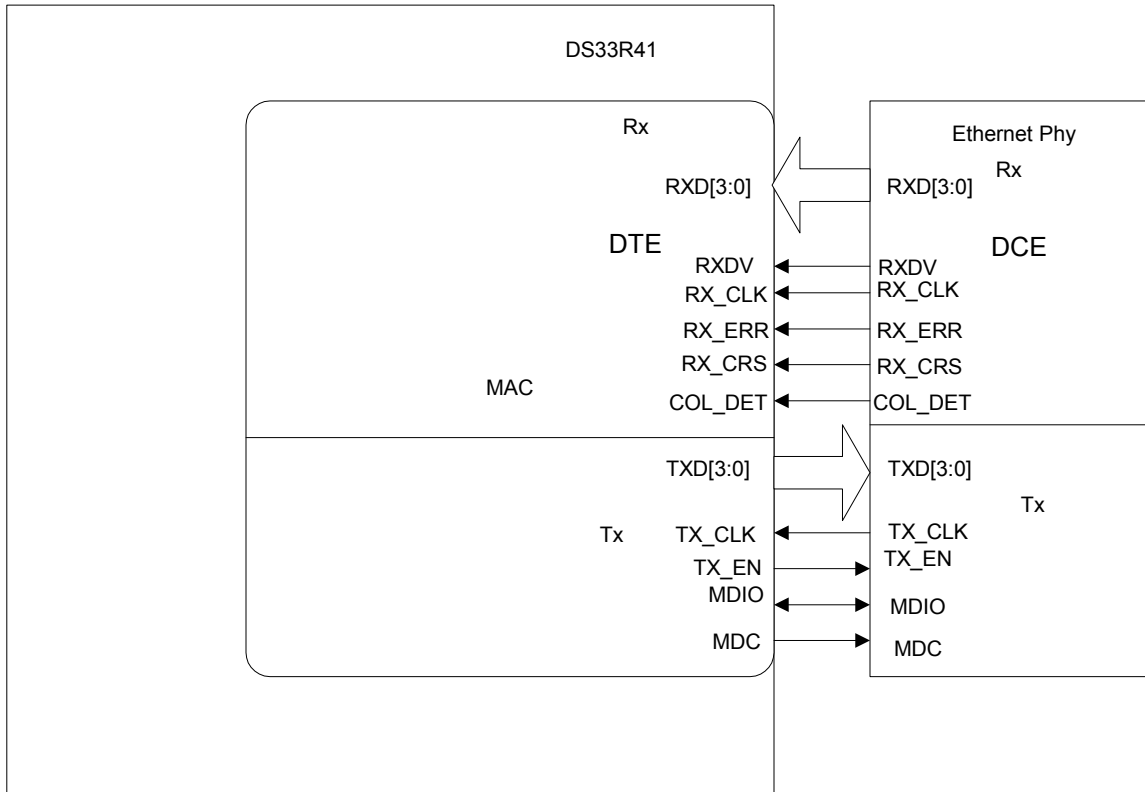 DS33R41
Rx
Ethernet Phy
Rx
RXD[3:0]
RXD[3:0]
DTE
DCE
RXDV
RXDV
RX_CLK
RX_CLK
RX_ERR
RX_ERR
RX_CRS
RX_CRS
MAC
COL_DET
COL_DET
TXD[3:0]
TXD[3:0]
Tx
Tx
TX_CLK
TX_CLK
TX_EN
TX_EN
MDIO
MDIO
MDC
MDC